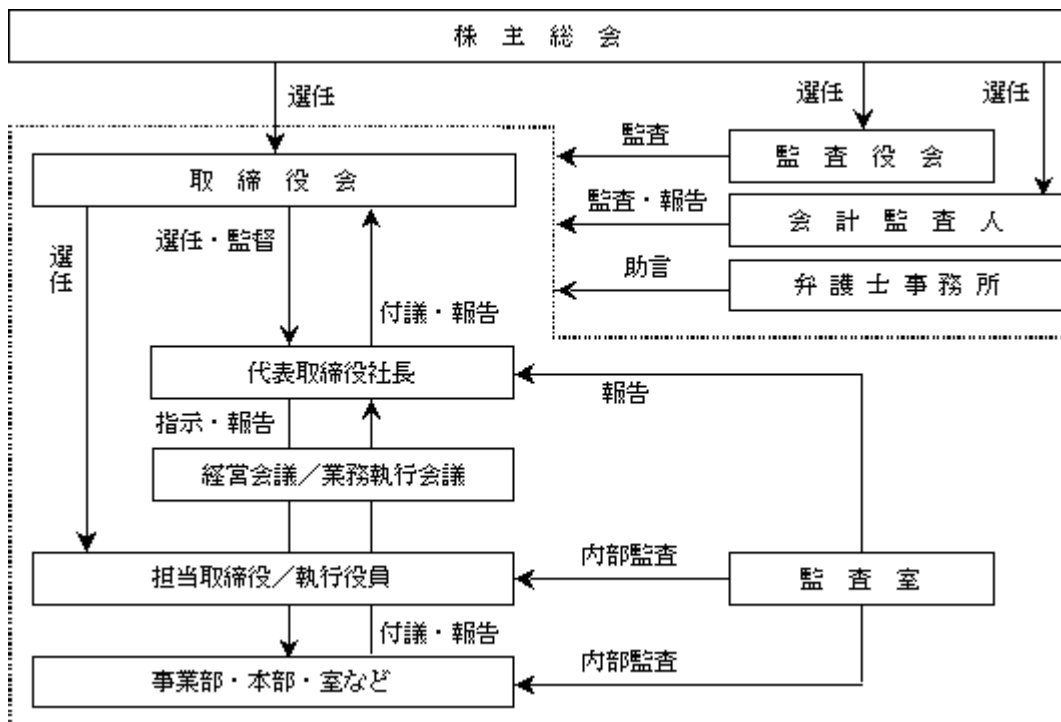 株主総会
選任
選任
選任
監査
監査役会
取締役会
監査・報告
会計監査人
選任
選任・監督
助言
弁護士事務所
付議・報告
代表取締役社長
報告
指示・報告
経営会議／業務執行会議
内部監査
担当取締役／執行役員
監査室
付議・報告
内部監査
事業部・本部・室など